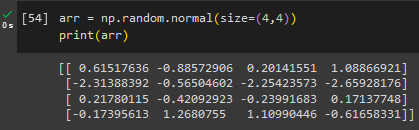 [54] arr = np.random.normal(size=(4,4))
print(arr)
0s
[[ 0.61517636 -0.88572906  0.20141551  1.08866921]
[-2.31388392 -0.56504602 -2.25423573 -2.65928176]
[ 0.21780115 -0.42092923 -0.23991683  0.17137748]
[-0.17395613  1.2680755   1.10990446 -0.61658331]]